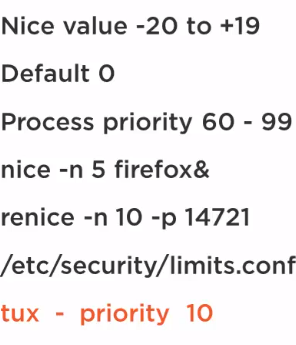 Nice value -20 to +19
Default 0
Process priority 60 - 99
nice -n 5 firefox&
renice -n 10 -p 14721
/etc/security/limits.conf
tux - priority 10